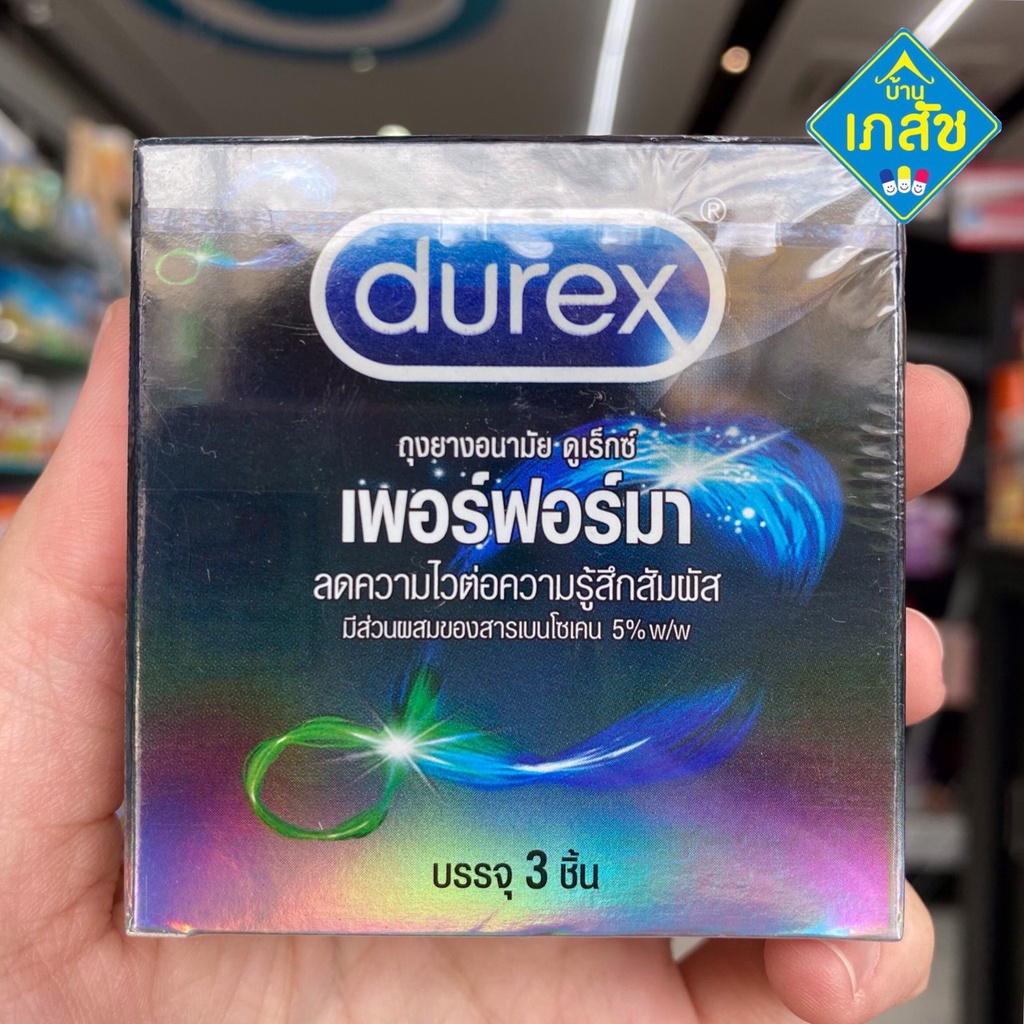 บ้าน
เภสัช
durex®
ถุงยางอนามัย ดูเร็กซ์
เพอร์ฟอร์มา
ลดความไวต่อความรู้สึกสัมผัส
มีส่วนผสมของสารเบนโซเคน 5% w/w
บรรจุ 3 ชิ้น